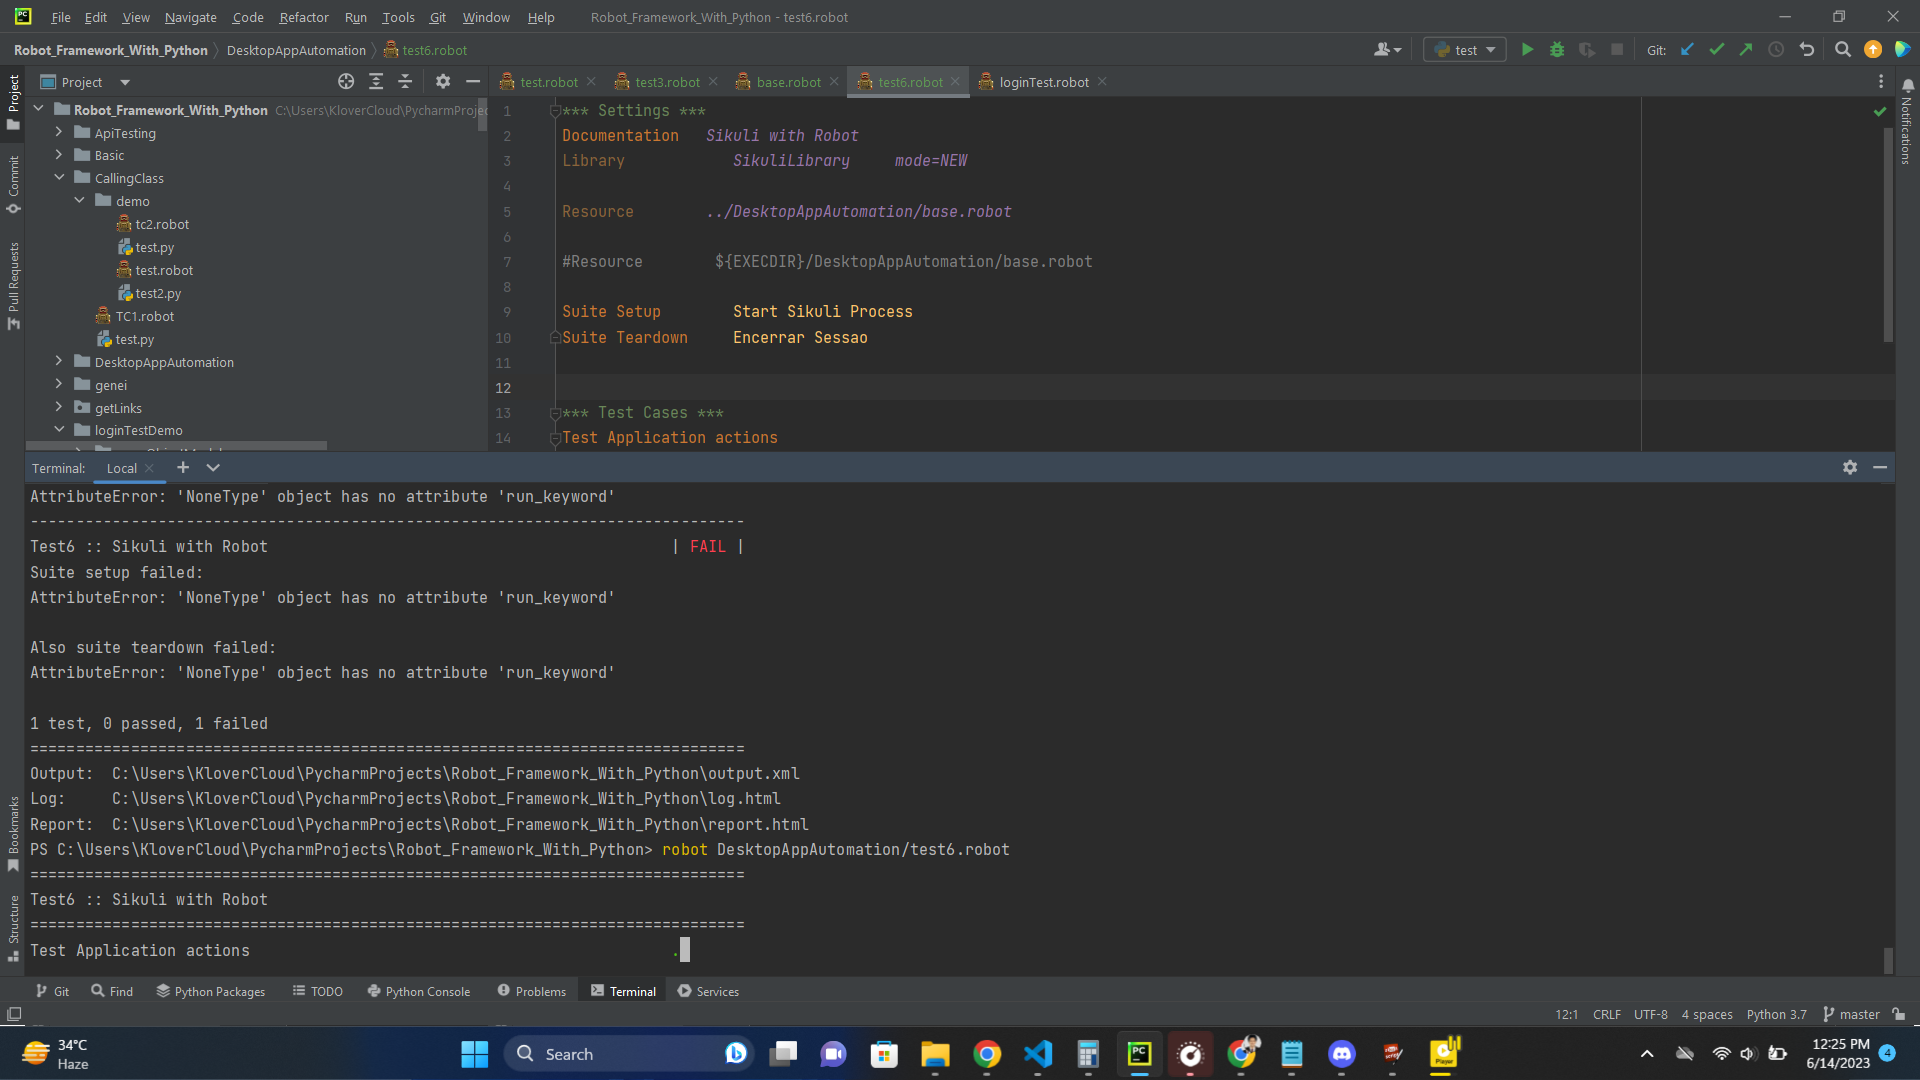 File Edit View Navigate Code Refactor Run Tools Git Window Help Robot_Framework_With_Python - test6.robot
Robot_Framework_With_Python DesktopAppAutomation test6.robot
test
Git:
Project
test.robot test3.robot base.robot test6.robot loginTest.robot
Project
Commit
Pull Requests
Bookmarks
Structure
Notifications
Robot_Framework_With_Python C:\Users\KloverCloud\PycharmProjec
ApiTesting
Basic
CallingClass
demo
tc2.robot
test.py
test.robot
test2.py
TC1.robot
test.py
DesktopAppAutomation
genei
getLinks
loginTestDemo
1 *** Settings ***
2 Documentation Sikuli with Robot
3 Library SikuliLibrary mode=NEW
4
5 Resource ../DesktopAppAutomation/base.robot
6
7 #Resource ${EXECDIR}/DesktopAppAutomation/base.robot
8
9 Suite Setup Start Sikuli Process
10 Suite Teardown Encerrar Sessao
11
12
13 *** Test Cases ***
14 Test Application actions
Terminal: Local
AttributeError: 'NoneType' object has no attribute 'run_keyword'
------------------------------------------------------------------------------
Test6 :: Sikuli with Robot | FAIL |
Suite setup failed:
AttributeError: 'NoneType' object has no attribute 'run_keyword'
Also suite teardown failed:
AttributeError: 'NoneType' object has no attribute 'run_keyword'
1 test, 0 passed, 1 failed
==============================================================================
Output: C:\Users\KloverCloud\PycharmProjects\Robot_Framework_With_Python\output.xml
Log: C:\Users\KloverCloud\PycharmProjects\Robot_Framework_With_Python\log.html
Report: C:\Users\KloverCloud\PycharmProjects\Robot_Framework_With_Python\report.html
PS C:\Users\KloverCloud\PycharmProjects\Robot_Framework_With_Python> robot DesktopAppAutomation/test6.robot
==============================================================================
Test6 :: Sikuli with Robot
==============================================================================
Test Application actions .
Git Find Python Packages TODO Python Console Problems Terminal Services
12:1 CRLF UTF-8 4 spaces Python 3.7 master
34°C
Haze
Search
12:25 PM
6/14/2023
4